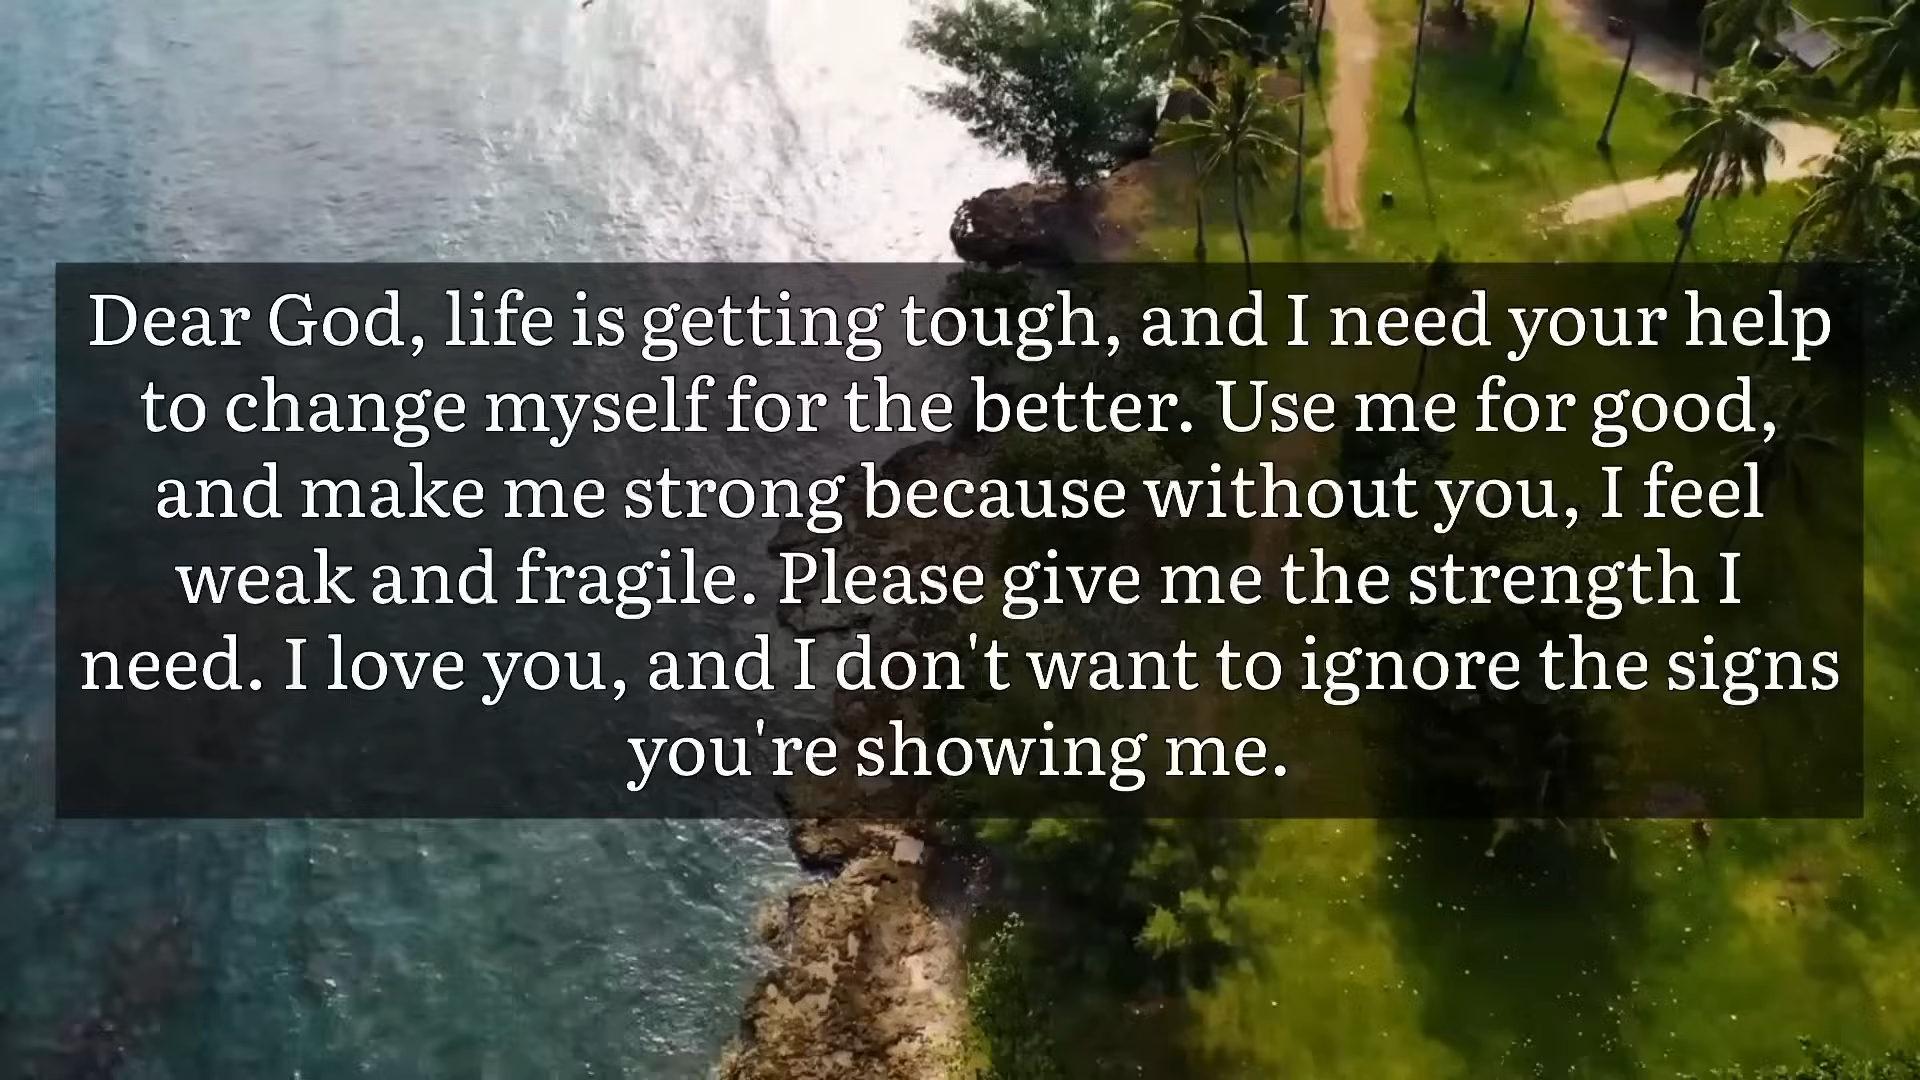 Dear God, life is getting tough, and I need your help
to change myself for the better. Use me for good,
and make me strong because without you, I feel
weak and fragile. Please give me the strength I
need. I love you, and I don't want to ignore the signs
you're showing me.